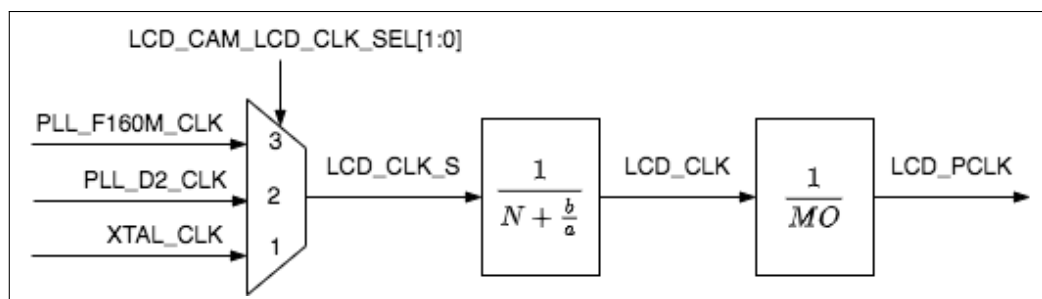 LCD_CAM_LCD_CLK_SEL[1:0]
PLL_F160M_CLK
3
PLL_D2_CLK
2
XTAL_CLK
1
LCD_CLK_S
1
N + b
a
LCD_CLK
1
MO
LCD_PCLK